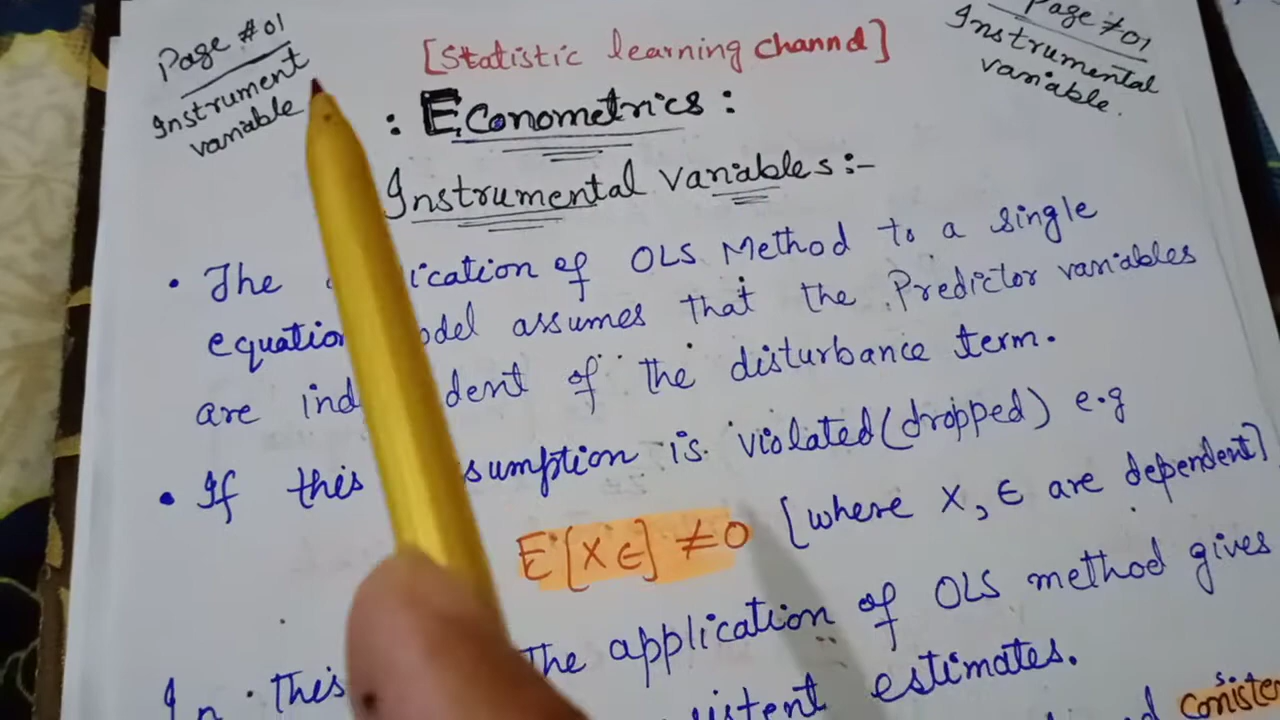 Page #01
Instrument
variable
[Statistic learning channel]
Page #01
Instrumental
variable.
: Econometrics :
Instrumental variables:-
• The ication of OLS Method to a single
equation odel assumes that the Predictor variables
are ind dent of the disturbance term.
• If this sumption is violated (dropped) e.g
E[X∈] ≠0 [where X, ∈ are dependent]
In this the application of OLS method gives
istent estimates.